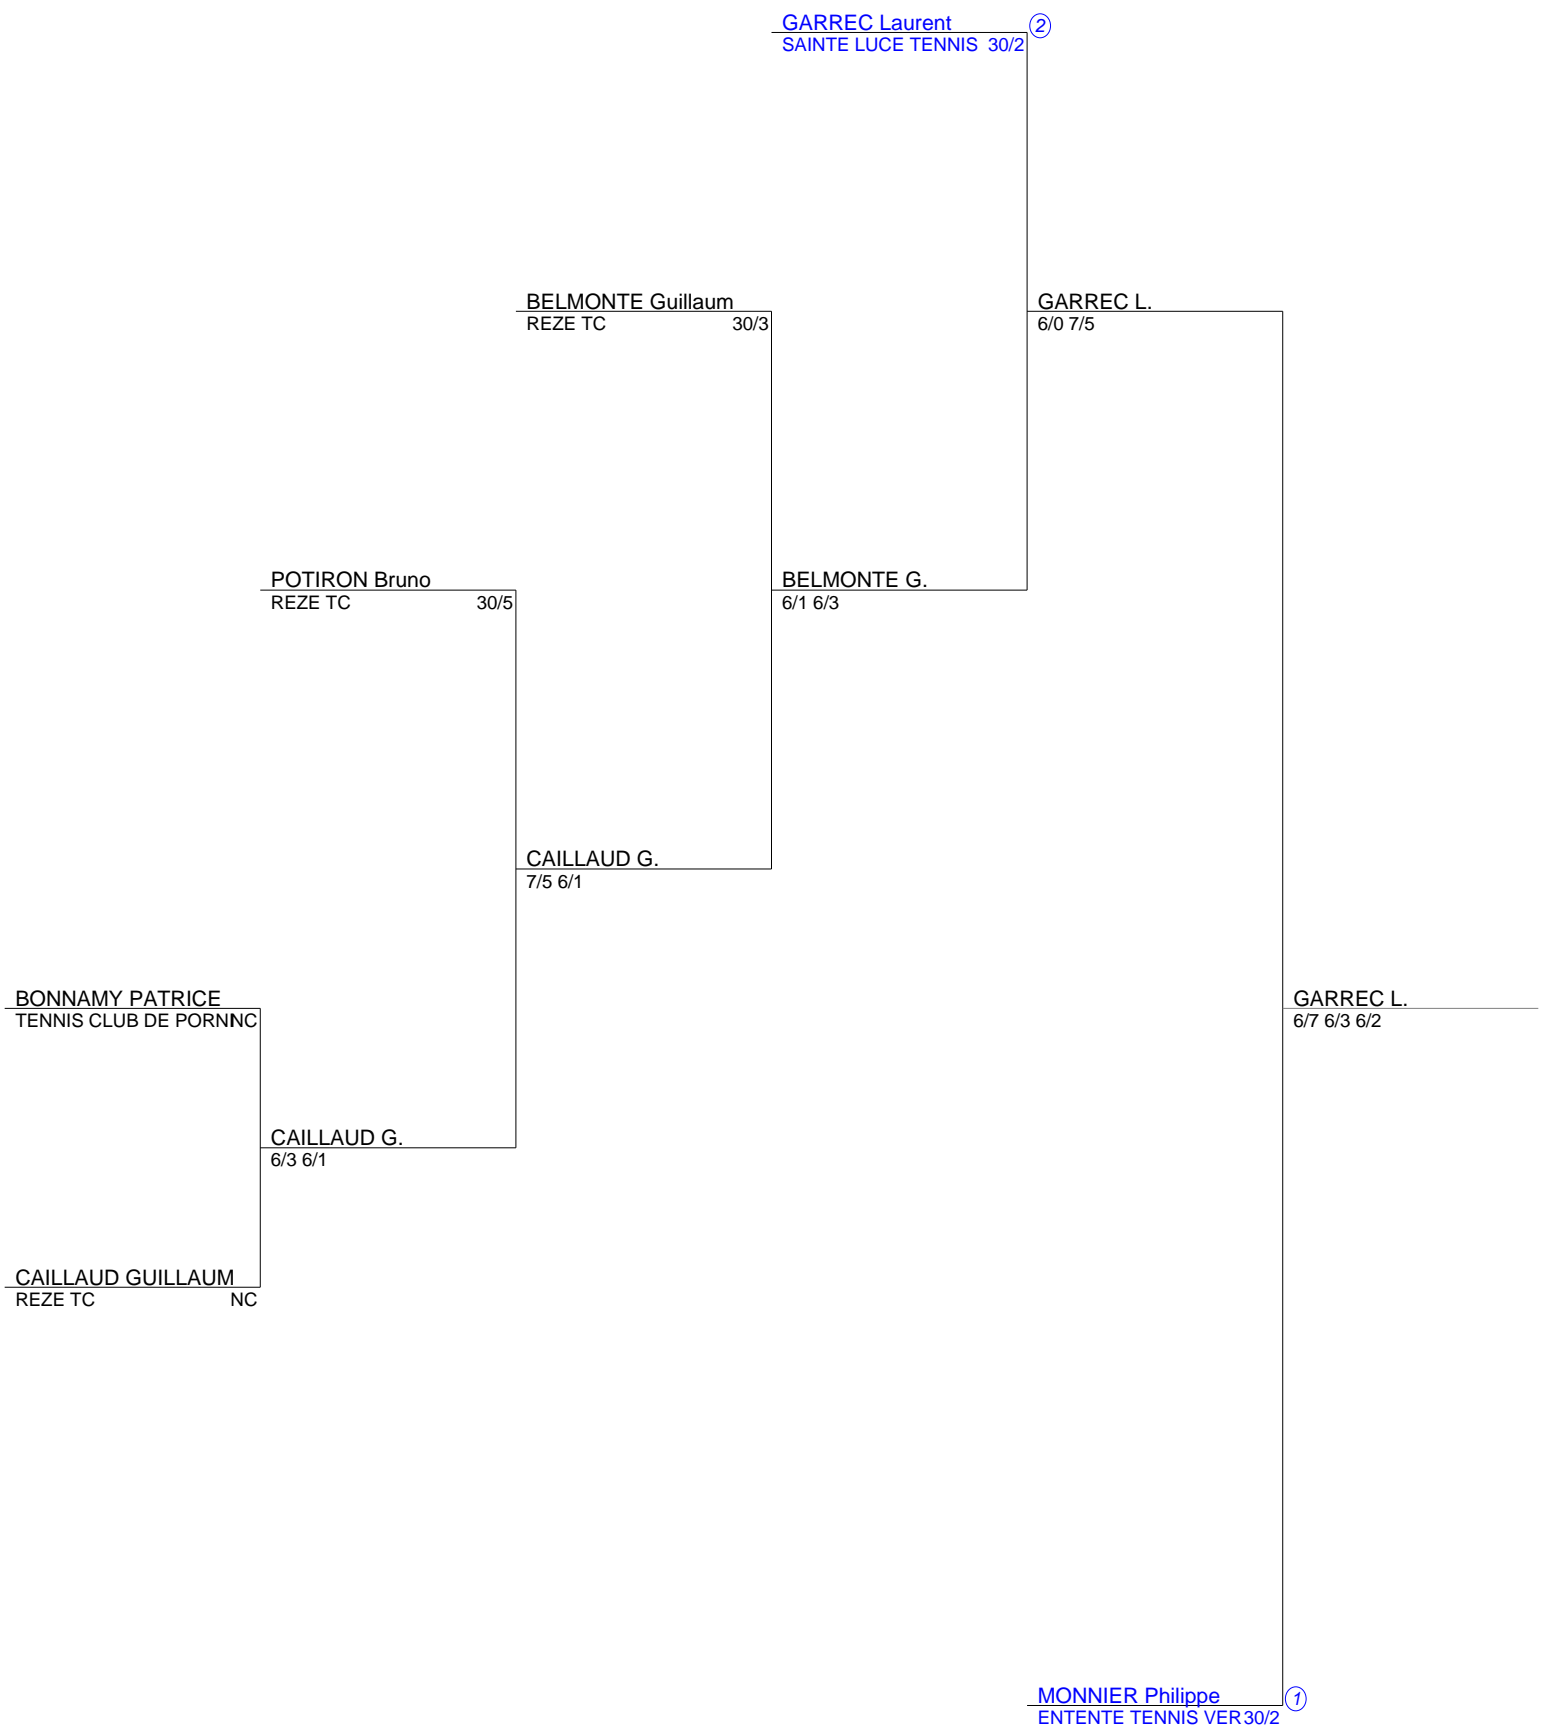 GARREC Laurent 2
SAINTE LUCE TENNIS 30/2
BELMONTE Guillaum
REZE TC 30/3
GARREC L.
6/0 7/5
POTIRON Bruno
REZE TC 30/5
BELMONTE G.
6/1 6/3
CAILLAUD G.
7/5 6/1
BONNAMY PATRICE
TENNIS CLUB DE PORNI NC
GARREC L.
6/7 6/3 6/2
CAILLAUD G.
6/3 6/1
CAILLAUD GUILLAUM
REZE TC NC
MONNIER Philippe 1
ENTENTE TENNIS VER 30/2